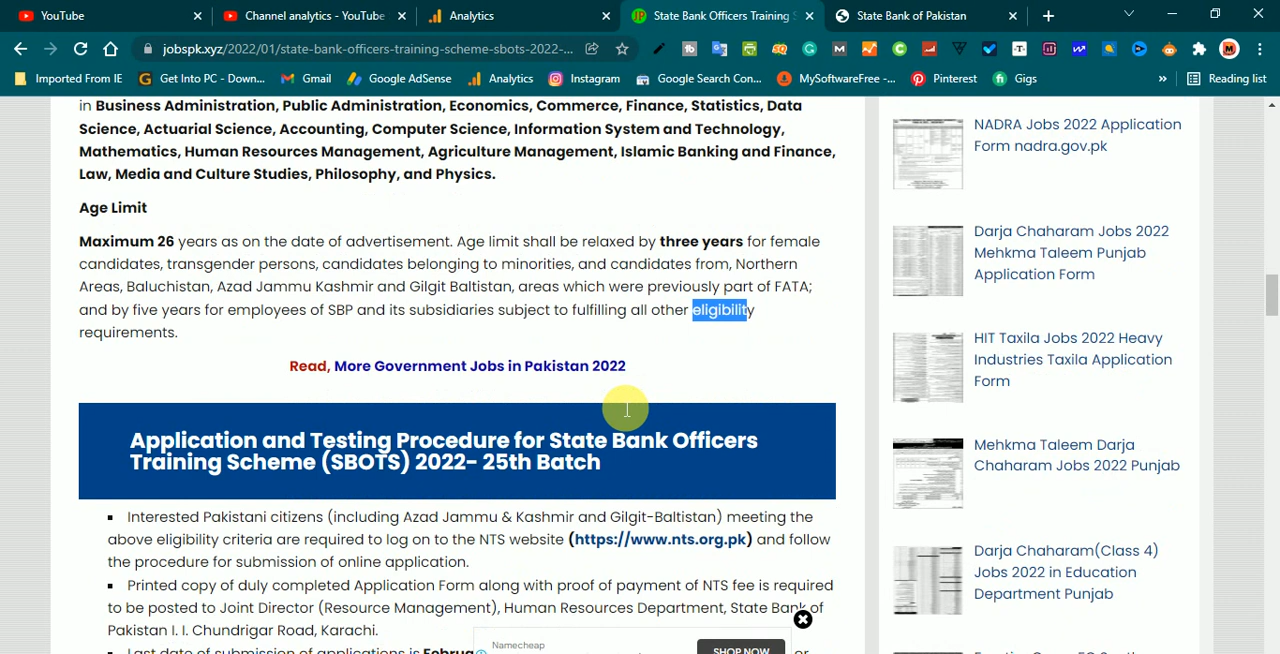 YouTube
Channel analytics - YouTube
Analytics
State Bank Officers Training S
State Bank of Pakistan
jobspk.xyz/2022/01/state-bank-officers-training-scheme-sbots-2022-...
Imported From IE
Get Into PC - Down...
Gmail
Google AdSense
Analytics
Instagram
Google Search Con...
MySoftwareFree -...
Pinterest
Gigs
»
Reading list
in Business Administration, Public Administration, Economics, Commerce, Finance, Statistics, Data
Science, Actuarial Science, Accounting, Computer Science, Information System and Technology,
Mathematics, Human Resources Management, Agriculture Management, Islamic Banking and Finance,
Law, Media and Culture Studies, Philosophy, and Physics.
Age Limit
Maximum 26 years as on the date of advertisement. Age limit shall be relaxed by three years for female
candidates, transgender persons, candidates belonging to minorities, and candidates from, Northern
Areas, Baluchistan, Azad Jammu Kashmir and Gilgit Baltistan, areas which were previously part of FATA;
and by five years for employees of SBP and its subsidiaries subject to fulfilling all other eligibility
requirements.
Read, More Government Jobs in Pakistan 2022
Application and Testing Procedure for State Bank Officers
Training Scheme (SBOTS) 2022- 25th Batch
Interested Pakistani citizens (including Azad Jammu & Kashmir and Gilgit-Baltistan) meeting the
above eligibility criteria are required to log on to the NTS website (https://www.nts.org.pk) and follow
the procedure for submission of online application.
Printed copy of duly completed Application Form along with proof of payment of NTS fee is required
to be posted to Joint Director (Resource Management), Human Resources Department, State Bank of
Pakistan I. I. Chundrigar Road, Karachi.
Last date of submission of applications is Februa
Namecheap
SHOP NOW
NADRA Jobs 2022 Application
Form nadra.gov.pk
Darja Chaharam Jobs 2022
Mehkma Taleem Punjab
Application Form
HIT Taxila Jobs 2022 Heavy
Industries Taxila Application
Form
Mehkma Taleem Darja
Chaharam Jobs 2022 Punjab
Darja Chaharam(Class 4)
Jobs 2022 in Education
Department Punjab